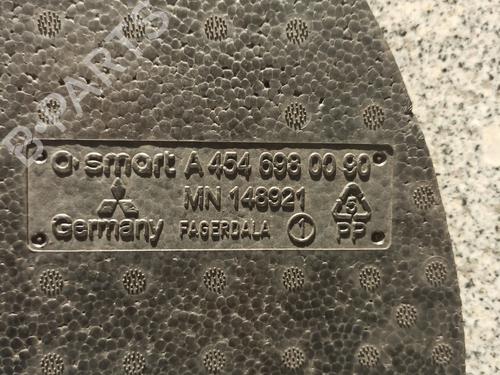 B-PARTS
smart A 454 698 00 90
MN 148921
Germany FAGERDALA 1 5
PP